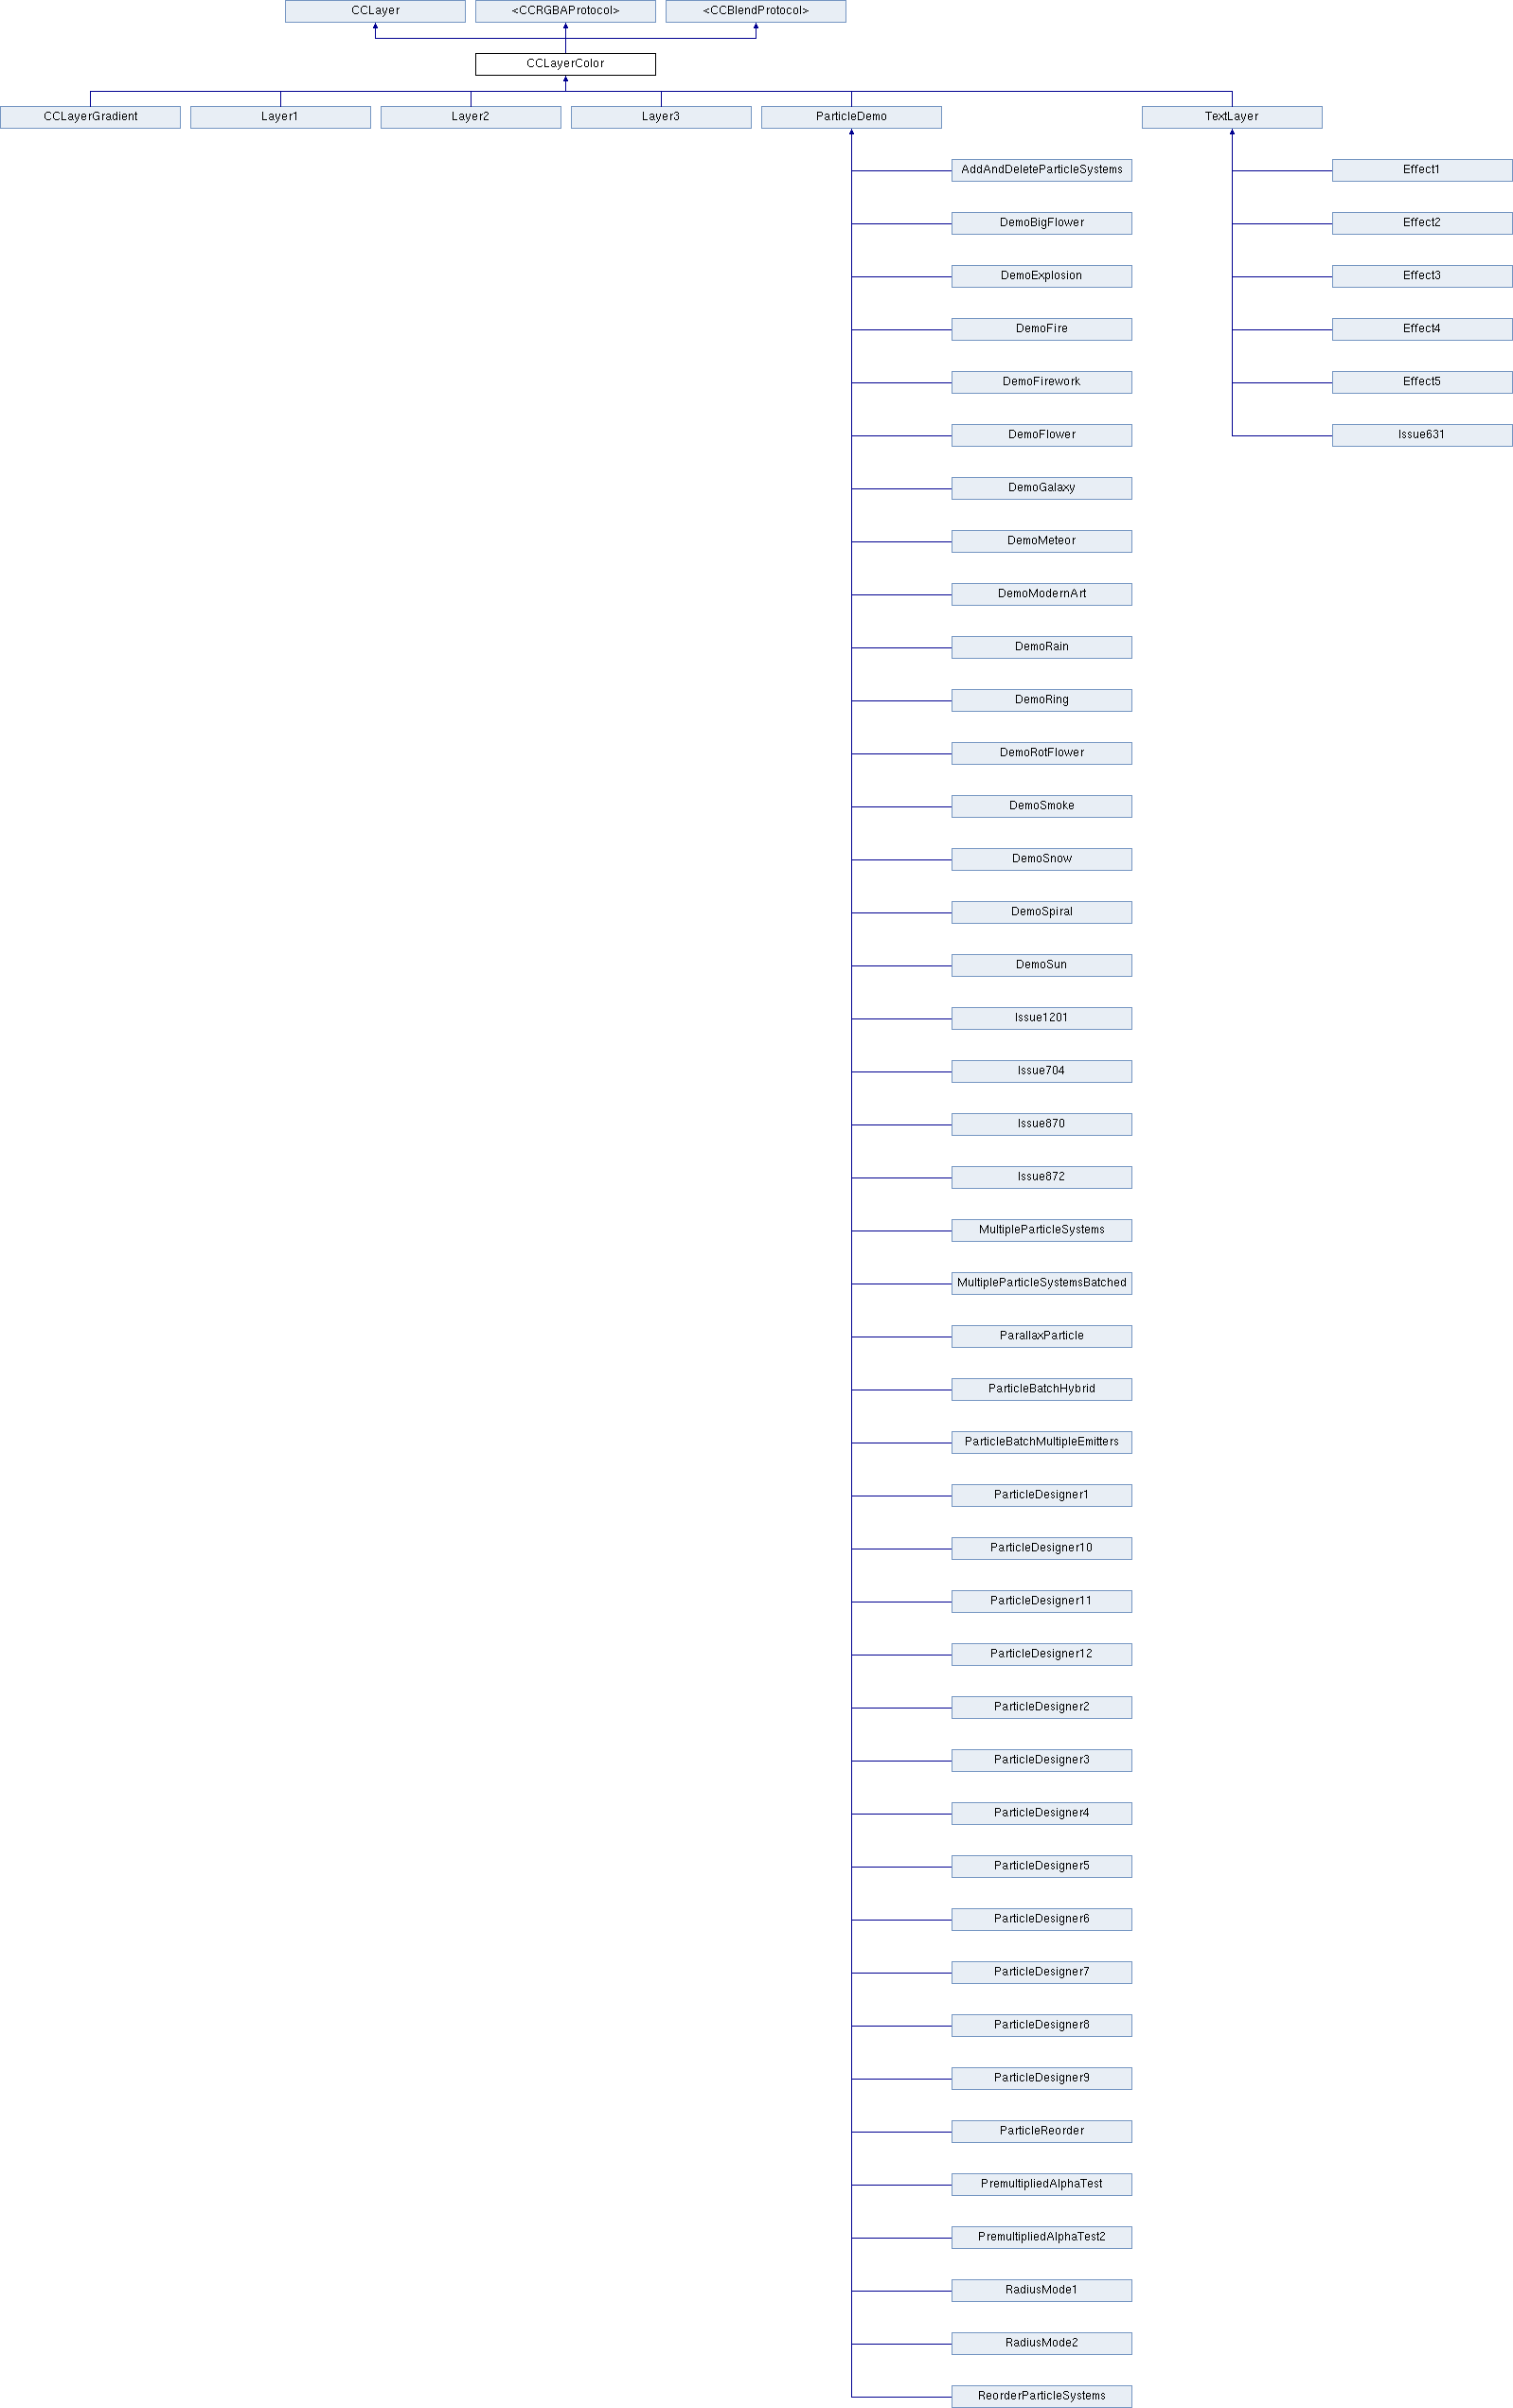 CCLayer
<CCRGBAProtocol>
<CCBlendProtocol>
CCLayerColor
CCLayerGradient
Layer1
Layer2
Layer3
ParticleDemo
TextLayer
AddAndDeleteParticleSystems
Effect1
DemoBigFlower
Effect2
DemoExplosion
Effect3
DemoFire
Effect4
DemoFirework
Effect5
DemoFlower
Issue631
DemoGalaxy
DemoMeteor
DemoModernArt
DemoRain
DemoRing
DemoRotFlower
DemoSmoke
DemoSnow
DemoSpiral
DemoSun
Issue1201
Issue704
Issue870
Issue872
MultipleParticleSystems
MultipleParticleSystemsBatched
ParallaxParticle
ParticleBatchHybrid
ParticleBatchMultipleEmitters
ParticleDesigner1
ParticleDesigner10
ParticleDesigner11
ParticleDesigner12
ParticleDesigner2
ParticleDesigner3
ParticleDesigner4
ParticleDesigner5
ParticleDesigner6
ParticleDesigner7
ParticleDesigner8
ParticleDesigner9
ParticleReorder
PremultipliedAlphaTest
PremultipliedAlphaTest2
RadiusMode1
RadiusMode2
ReorderParticleSystems